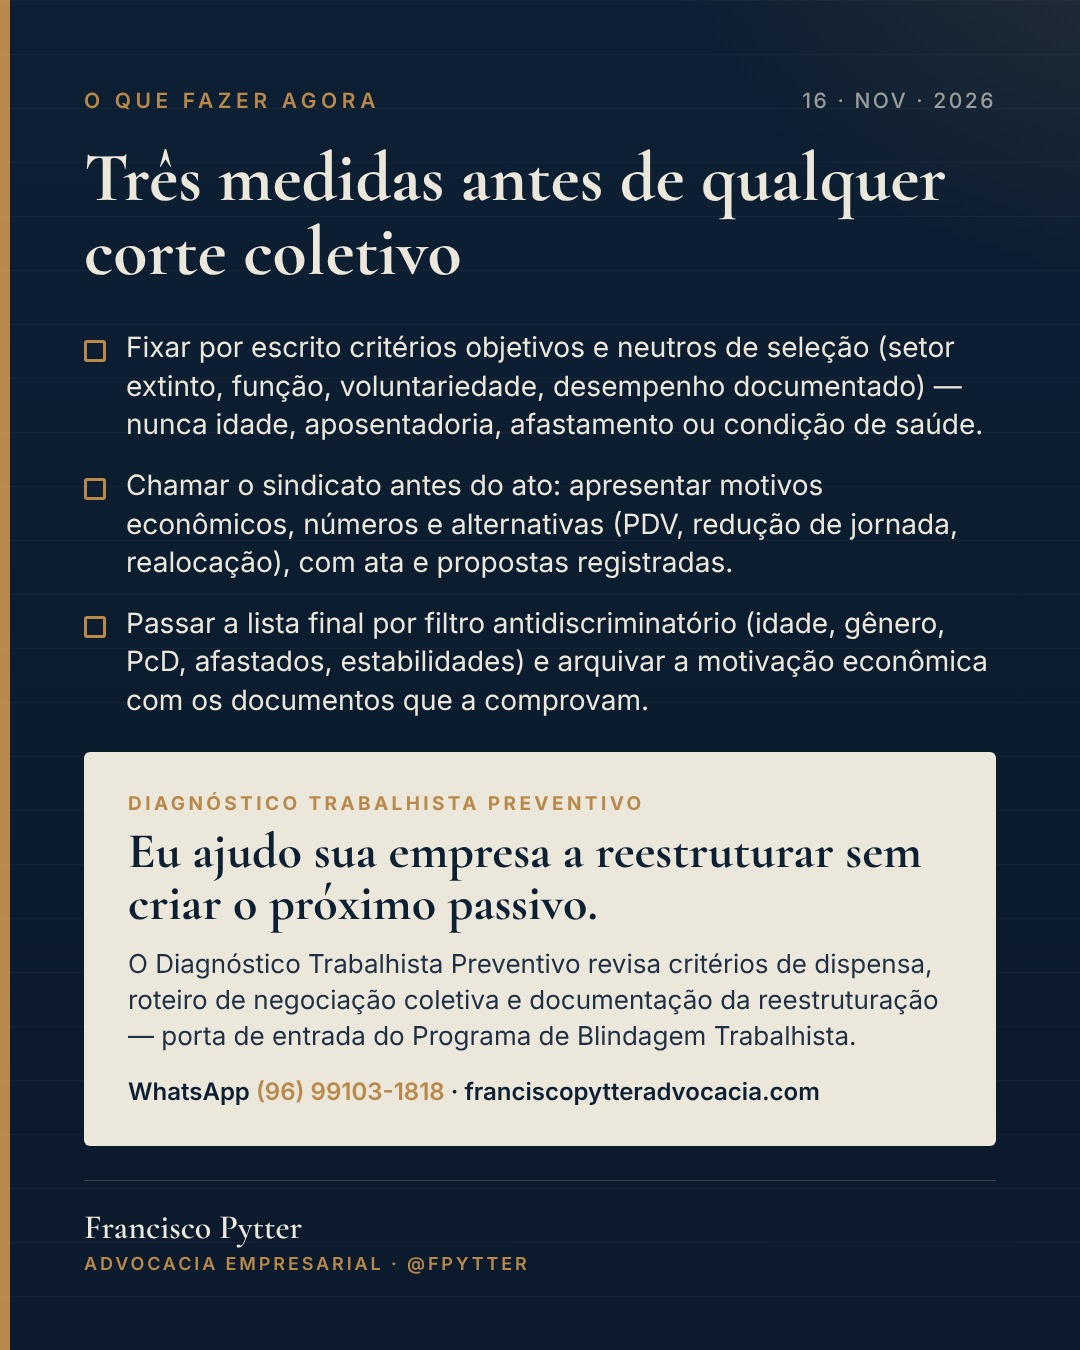 O QUE FAZER AGORA
16 · NOV · 2026
Três medidas antes de qualquer
corte coletivo
Fixar por escrito critérios objetivos e neutros de seleção (setor
extinto, função, voluntariedade, desempenho documentado) —
nunca idade, aposentadoria, afastamento ou condição de saúde.
Chamar o sindicato antes do ato: apresentar motivos
econômicos, números e alternativas (PDV, redução de jornada,
realocação), com ata e propostas registradas.
Passar a lista final por filtro antidiscriminatório (idade, gênero,
PcD, afastados, estabilidades) e arquivar a motivação econômica
com os documentos que a comprovam.
DIAGNÓSTICO TRABALHISTA PREVENTIVO
Eu ajudo sua empresa a reestruturar sem
criar o próximo passivo.
O Diagnóstico Trabalhista Preventivo revisa critérios de dispensa,
roteiro de negociação coletiva e documentação da reestruturação
— porta de entrada do Programa de Blindagem Trabalhista.
WhatsApp (96) 99103-1818 · franciscopytteradvocacia.com
Francisco Pytter
ADVOCACIA EMPRESARIAL · @FPYTTER